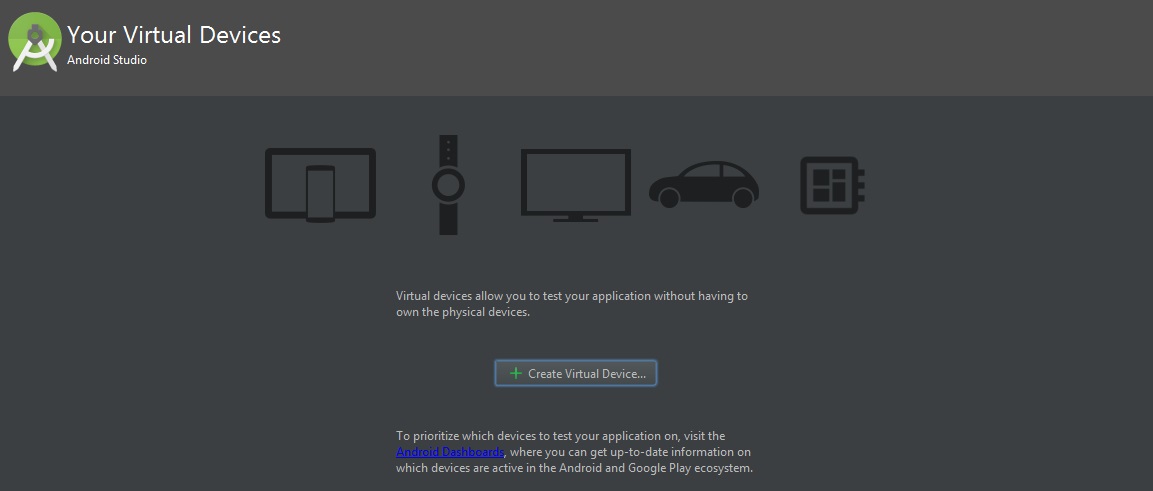 Your Virtual Devices
Android Studio
Virtual devices allow you to test your application without having to
own the physical devices.
Create Virtual Device...
To prioritize which devices to test your application on, visit the
Android Dashboards, where you can get up-to-date information on
which devices are active in the Android and Google Play ecosystem.